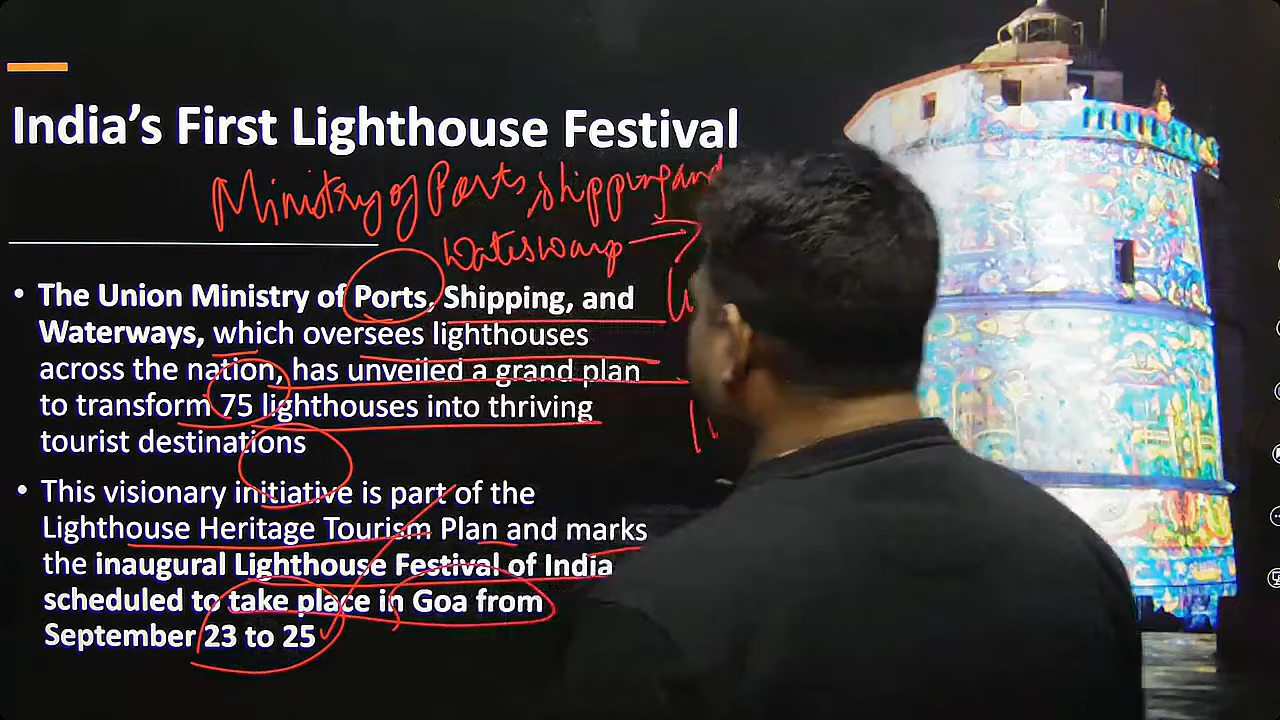 India's First Lighthouse Festival
Ministry of Ports, Shipping and
Waterways
• The Union Ministry of Ports, Shipping, and
Waterways, which oversees lighthouses
across the nation, has unveiled a grand plan
to transform 75 lighthouses into thriving
tourist destinations
• This visionary initiative is part of the
Lighthouse Heritage Tourism Plan and marks
the inaugural Lighthouse Festival of India
scheduled to take place in Goa from
September 23 to 25